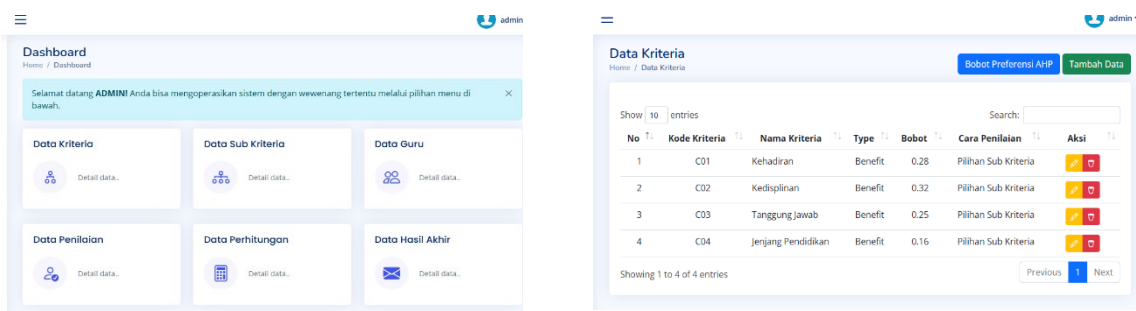 admin
Dashboard
Home / Dashboard
Selamat datang ADMIN! Anda bisa mengoperasikan sistem dengan wewenang tertentu melalui pilihan menu di
bawah.
×
Data Kriteria
Detail data..
Data Sub Kriteria
Detail data..
Data Guru
Detail data..
Data Penilaian
Detail data..
Data Perhitungan
Detail data..
Data Hasil Akhir
Detail data..
admin
Data Kriteria
Home / Data Kriteria
Bobot Preferensi AHP
Tambah Data
Show 10 entries
Search:
No Kode Kriteria Nama Kriteria Type Bobot Cara Penilaian Aksi
1 C01 Kehadiran Benefit 0.28 Pilihan Sub Kriteria
2 C02 Kedisplinan Benefit 0.32 Pilihan Sub Kriteria
3 C03 Tanggung Jawab Benefit 0.25 Pilihan Sub Kriteria
4 C04 Jenjang Pendidikan Benefit 0.16 Pilihan Sub Kriteria
Showing 1 to 4 of 4 entries
Previous 1 Next